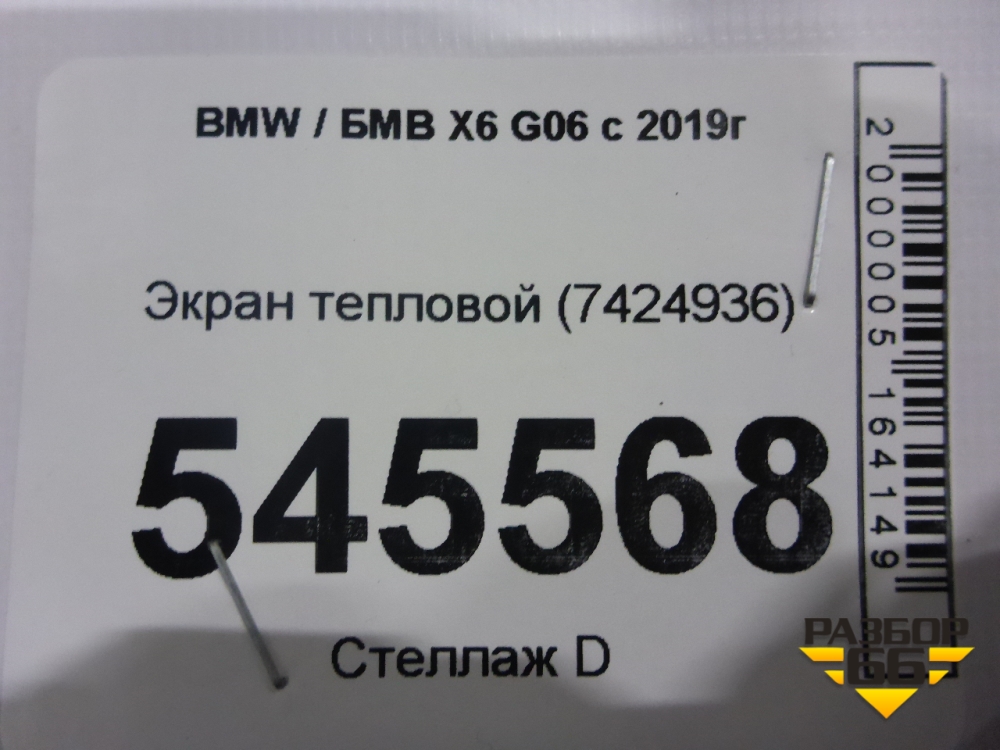 BMW / БМВ X6 G06 с 2019г
Экран тепловой (7424936)
545568
Стеллаж D
2000005164149
РАЗБОР
66